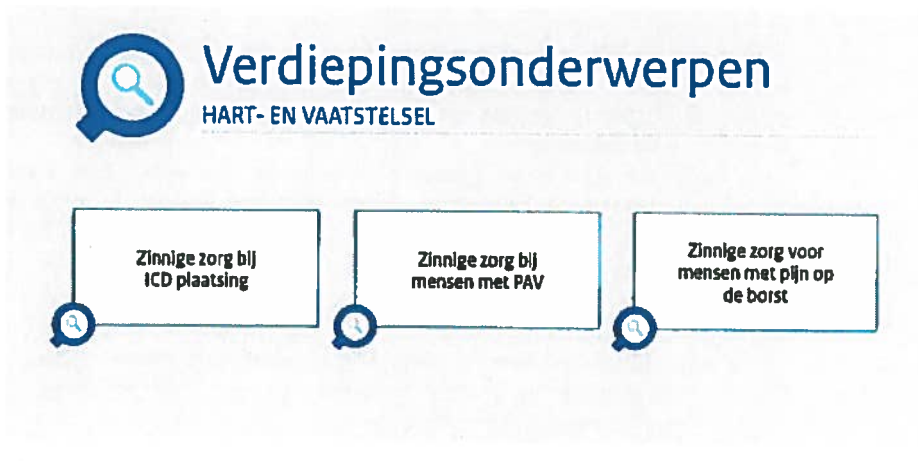 Verdiepingsonderwerpen
HART- EN VAATSTELSEL
Zinnige zorg bij
ICD plaatsing
Zinnige zorg bij
mensen met PAV
Zinnige zorg voor
mensen met pijn op
de borst